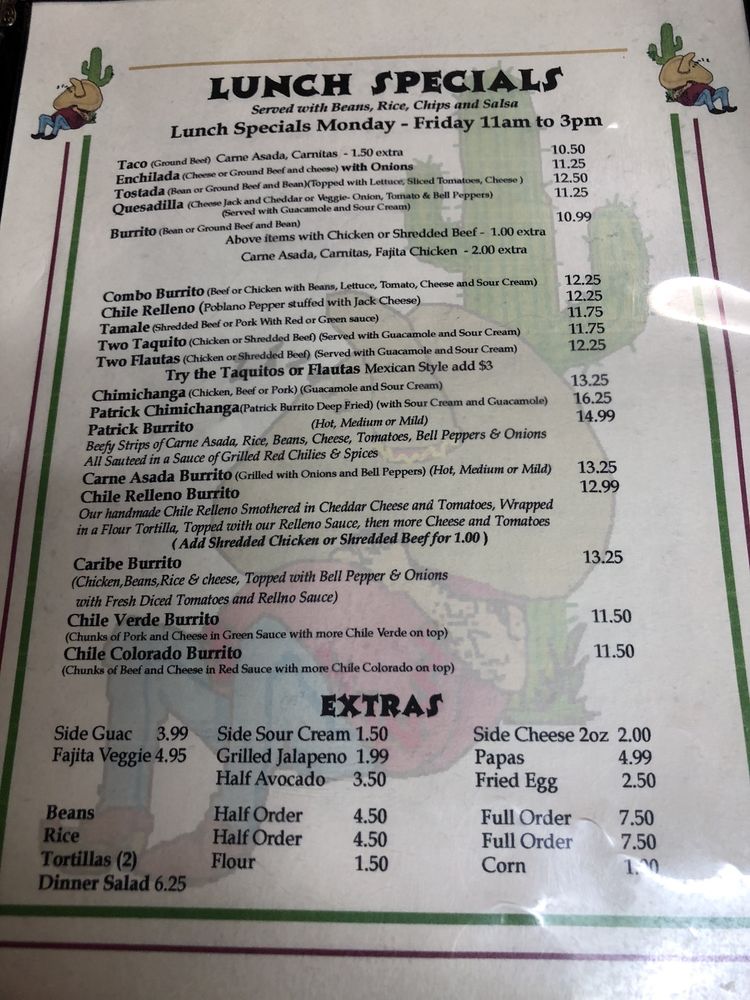 LUNCH SPECIALS
Served with Beans, Rice, Chips and Salsa
Lunch Specials Monday - Friday 11am to 3pm
Taco (Ground Beef) Carne Asada, Carnitas - 1.50 extra 10.50
Enchilada (Cheese or Ground Beef and cheese) with Onions 11.25
Tostada (Bean or Ground Beef and Bean)(Topped with Lettuce, Sliced Tomatoes, Cheese ) 12.50
Quesadilla (Cheese Jack and Cheddar or Veggie- Onion, Tomato & Bell Peppers) 11.25
(Served with Guacamole and Sour Cream)
Burrito (Bean or Ground Beef and Bean) 10.99
Above items with Chicken or Shredded Beef - 1.00 extra
Carne Asada, Carnitas, Fajita Chicken - 2.00 extra
Combo Burrito (Beef or Chicken with Beans, Lettuce, Tomato, Cheese and Sour Cream) 12.25
Chile Relleno (Poblano Pepper stuffed with Jack Cheese) 12.25
Tamale (Shredded Beef or Pork With Red or Green sauce) 11.75
Two Taquito (Chicken or Shredded Beef) (Served with Guacamole and Sour Cream) 11.75
Two Flautas (Chicken or Shredded Beef) (Served with Guacamole and Sour Cream) 12.25
Try the Taquitos or Flautas Mexican Style add $3
Chimichanga (Chicken, Beef or Pork) (Guacamole and Sour Cream) 13.25
Patrick Chimichanga(Patrick Burrito Deep Fried) (with Sour Cream and Guacamole) 16.25
Patrick Burrito (Hot, Medium or Mild) 14.99
Beefy Strips of Carne Asada, Rice, Beans, Cheese, Tomatoes, Bell Peppers & Onions
All Sauteed in a Sauce of Grilled Red Chilies & Spices
Carne Asada Burrito (Grilled with Onions and Bell Peppers) (Hot, Medium or Mild) 13.25
Chile Relleno Burrito 12.99
Our handmade Chile Relleno Smothered in Cheddar Cheese and Tomatoes, Wrapped
in a Flour Tortilla, Topped with our Relleno Sauce, then more Cheese and Tomatoes
( Add Shredded Chicken or Shredded Beef for 1.00 )
Caribe Burrito 13.25
(Chicken,Beans,Rice & cheese, Topped with Bell Pepper & Onions
with Fresh Diced Tomatoes and Rellno Sauce)
Chile Verde Burrito 11.50
(Chunks of Pork and Cheese in Green Sauce with more Chile Verde on top)
Chile Colorado Burrito 11.50
(Chunks of Beef and Cheese in Red Sauce with more Chile Colorado on top)
EXTRAS
Side Guac 3.99 Side Sour Cream 1.50 Side Cheese 2oz 2.00
Fajita Veggie 4.95 Grilled Jalapeno 1.99 Papas 4.99
Half Avocado 3.50 Fried Egg 2.50
Beans Half Order 4.50 Full Order 7.50
Rice Half Order 4.50 Full Order 7.50
Tortillas (2) Flour 1.50 Corn
Dinner Salad 6.25